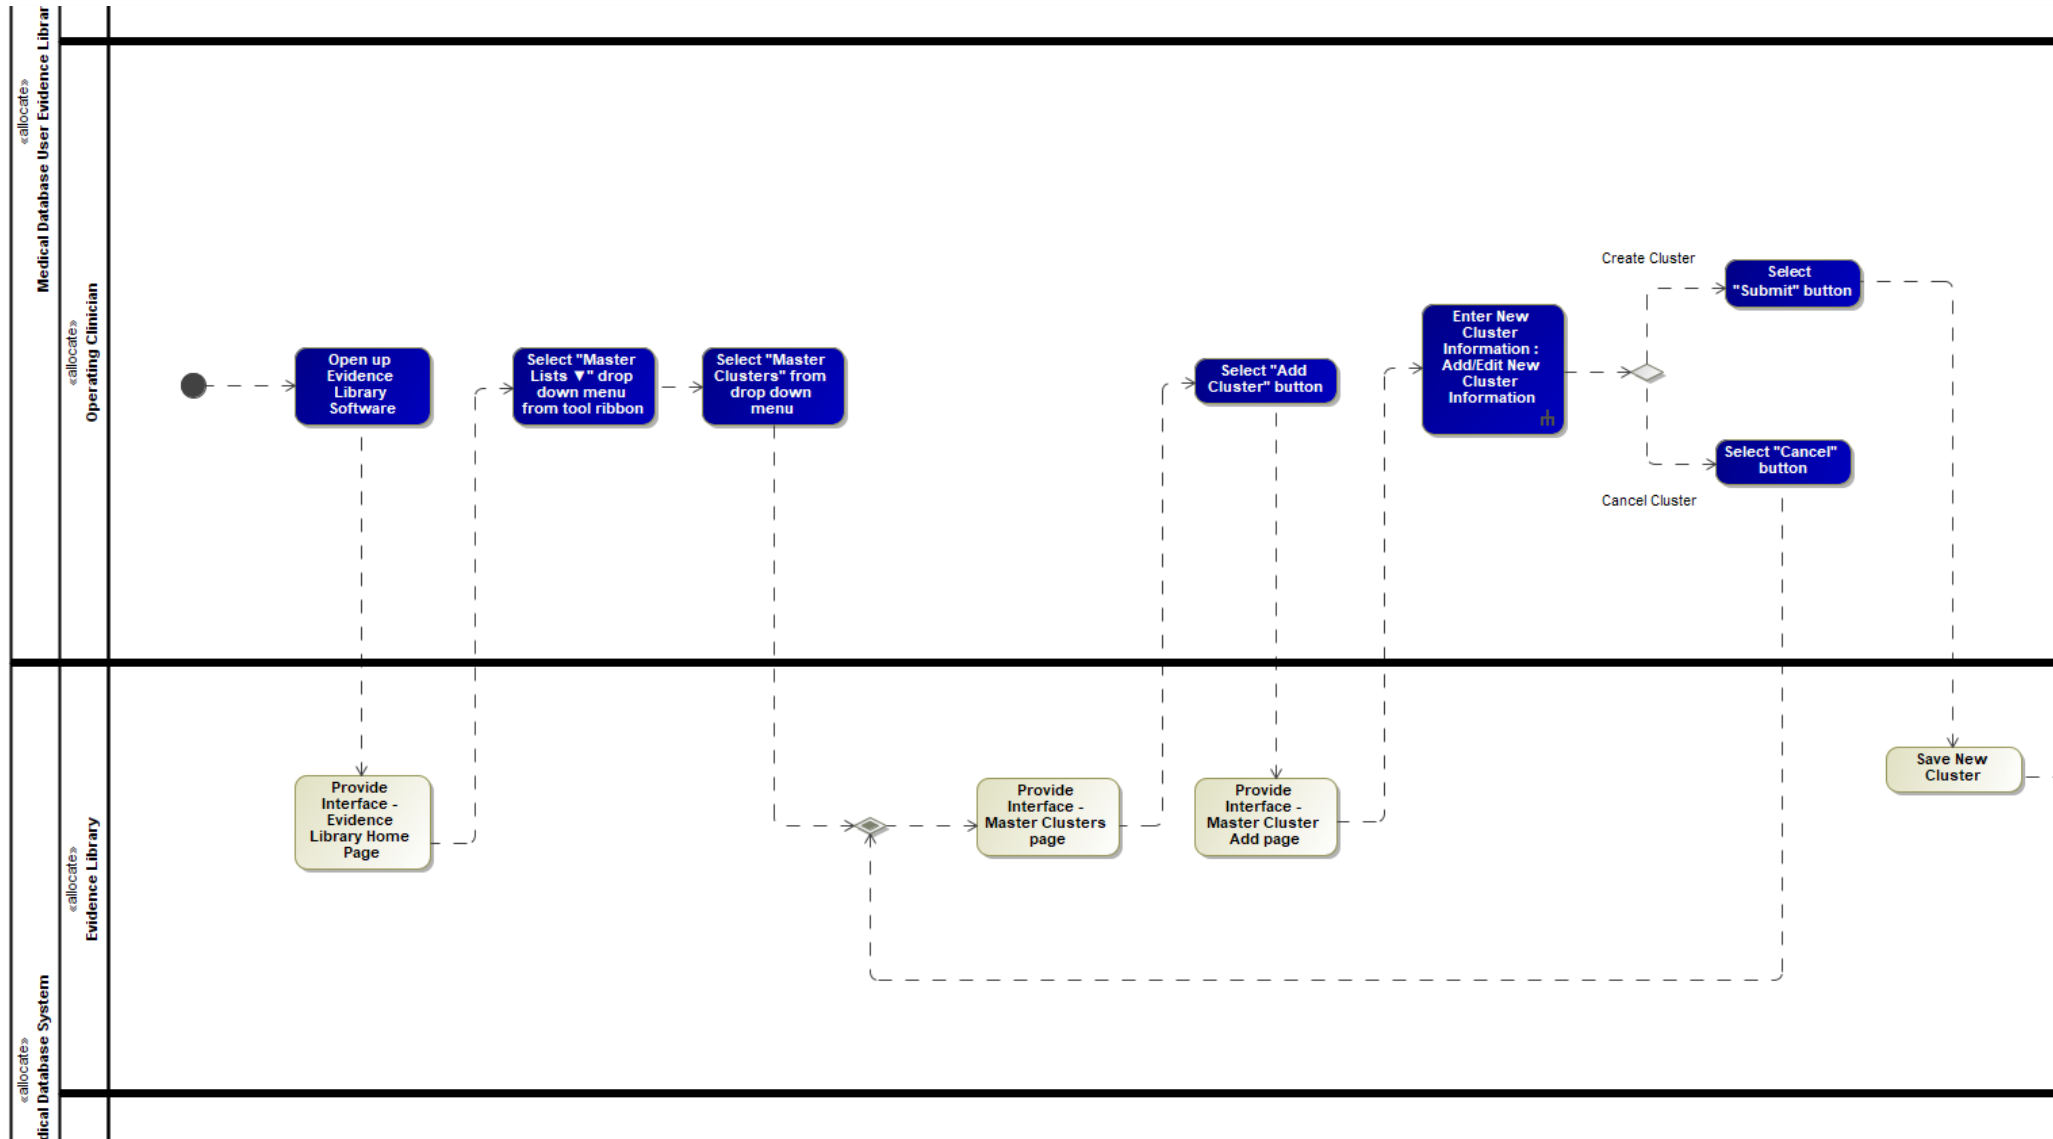 «allocate»
Medical Database User Evidence Librar
«allocate»
Operating Clinician
Open up
Evidence
Library
Software
Select "Master
Lists ▼" drop
down menu
from tool ribbon
Select "Master
Clusters" from
drop down
menu
Select "Add
Cluster" button
Enter New
Cluster
Information :
Add/Edit New
Cluster
Information
Create Cluster
Select
"Submit" button
Select "Cancel"
button
Cancel Cluster
«allocate»
dical Database System
«allocate»
Evidence Library
Provide
Interface -
Evidence
Library Home
Page
Provide
Interface -
Master Clusters
page
Provide
Interface -
Master Cluster
Add page
Save New
Cluster